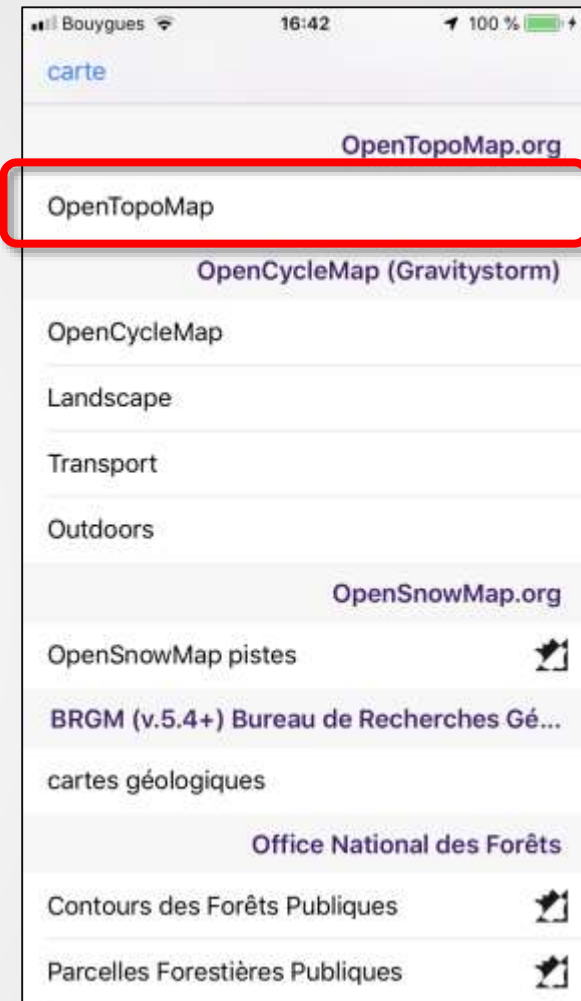 Bouygues 16:42 100 %
carte
OpenTopoMap.org
OpenTopoMap
OpenCycleMap (Gravitystorm)
OpenCycleMap
Landscape
Transport
Outdoors
OpenSnowMap.org
OpenSnowMap pistes
BRGM (v.5.4+) Bureau de Recherches Gé...
cartes géologiques
Office National des Forêts
Contours des Forêts Publiques
Parcelles Forestières Publiques